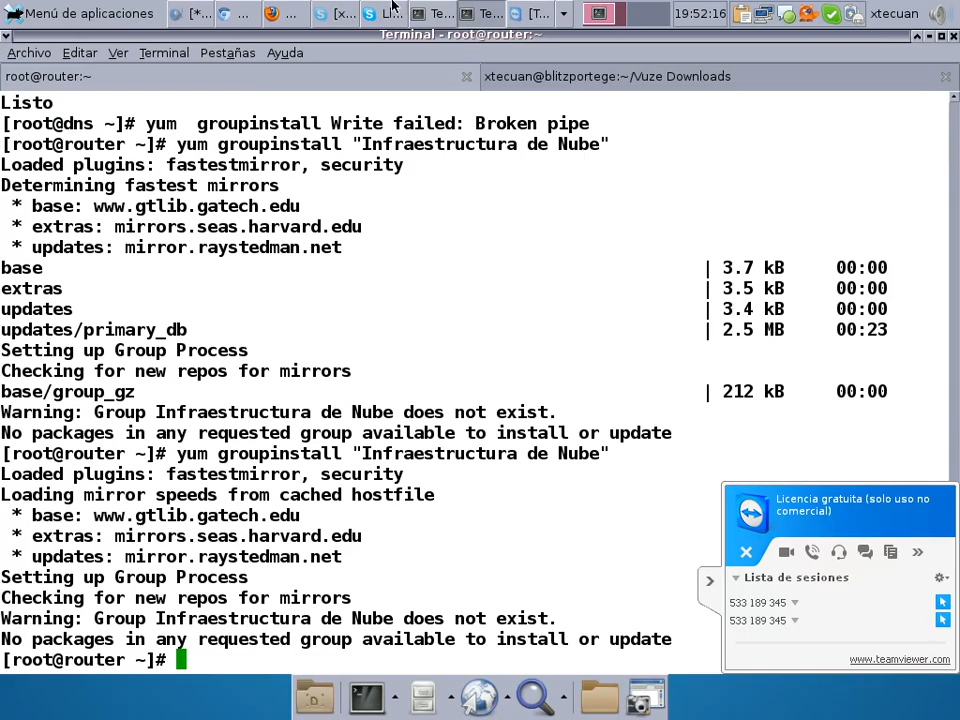 Menú de aplicaciones
[*...
...
...
[x...
Li...
Te...
Te...
[T...
19:52:16
xtecuan
Terminal - root@router:~
Archivo Editar Ver Terminal Pestañas Ayuda
root@router:~
xtecuan@blitzportege:~/Vuze Downloads
Listo
[root@dns ~]# yum  groupinstall Write failed: Broken pipe
[root@router ~]# yum groupinstall "Infraestructura de Nube"
Loaded plugins: fastestmirror, security
Determining fastest mirrors
 * base: www.gtlib.gatech.edu
 * extras: mirrors.seas.harvard.edu
 * updates: mirror.raystedman.net
base | 3.7 kB 00:00
extras | 3.5 kB 00:00
updates | 3.4 kB 00:00
updates/primary_db | 2.5 MB 00:23
Setting up Group Process
Checking for new repos for mirrors
base/group_gz | 212 kB 00:00
Warning: Group Infraestructura de Nube does not exist.
No packages in any requested group available to install or update
[root@router ~]# yum groupinstall "Infraestructura de Nube"
Loaded plugins: fastestmirror, security
Loading mirror speeds from cached hostfile
 * base: www.gtlib.gatech.edu
 * extras: mirrors.seas.harvard.edu
 * updates: mirror.raystedman.net
Setting up Group Process
Checking for new repos for mirrors
Warning: Group Infraestructura de Nube does not exist.
No packages in any requested group available to install or update
[root@router ~]#
Licencia gratuita (solo uso no
comercial)
Lista de sesiones
533 189 345
533 189 345
www.teamviewer.com